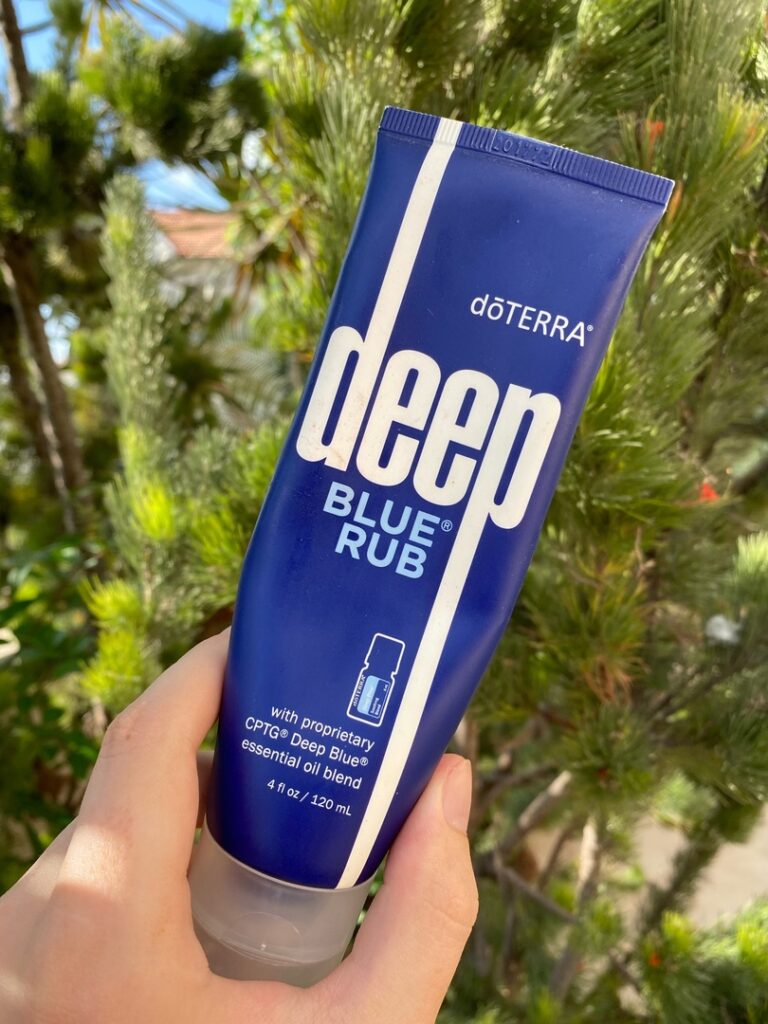 dōTERRA®
deep
BLUE®
RUB
with proprietary
CPTG® Deep Blue®
essential oil blend
4 fl oz / 120 mL